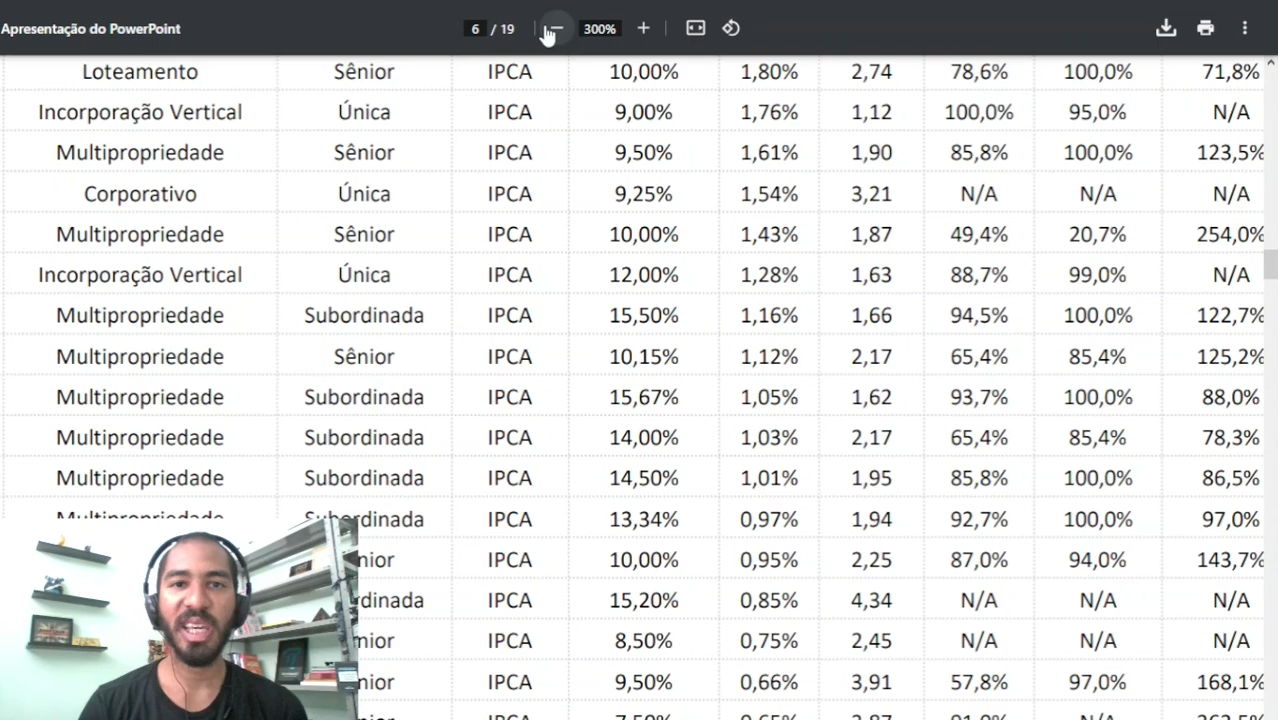 Apresentação do PowerPoint 6 / 19 300%
Loteamento Sênior IPCA 10,00% 1,80% 2,74 78,6% 100,0% 71,8%
Incorporação Vertical Única IPCA 9,00% 1,76% 1,12 100,0% 95,0% N/A
Multipropriedade Sênior IPCA 9,50% 1,61% 1,90 85,8% 100,0% 123,5%
Corporativo Única IPCA 9,25% 1,54% 3,21 N/A N/A N/A
Multipropriedade Sênior IPCA 10,00% 1,43% 1,87 49,4% 20,7% 254,0%
Incorporação Vertical Única IPCA 12,00% 1,28% 1,63 88,7% 99,0% N/A
Multipropriedade Subordinada IPCA 15,50% 1,16% 1,66 94,5% 100,0% 122,7%
Multipropriedade Sênior IPCA 10,15% 1,12% 2,17 65,4% 85,4% 125,2%
Multipropriedade Subordinada IPCA 15,67% 1,05% 1,62 93,7% 100,0% 88,0%
Multipropriedade Subordinada IPCA 14,00% 1,03% 2,17 65,4% 85,4% 78,3%
Multipropriedade Subordinada IPCA 14,50% 1,01% 1,95 85,8% 100,0% 86,5%
Multipropriedade Subordinada IPCA 13,34% 0,97% 1,94 92,7% 100,0% 97,0%
nior IPCA 10,00% 0,95% 2,25 87,0% 94,0% 143,7%
dinada IPCA 15,20% 0,85% 4,34 N/A N/A N/A
nior IPCA 8,50% 0,75% 2,45 N/A N/A N/A
nior IPCA 9,50% 0,66% 3,91 57,8% 97,0% 168,1%